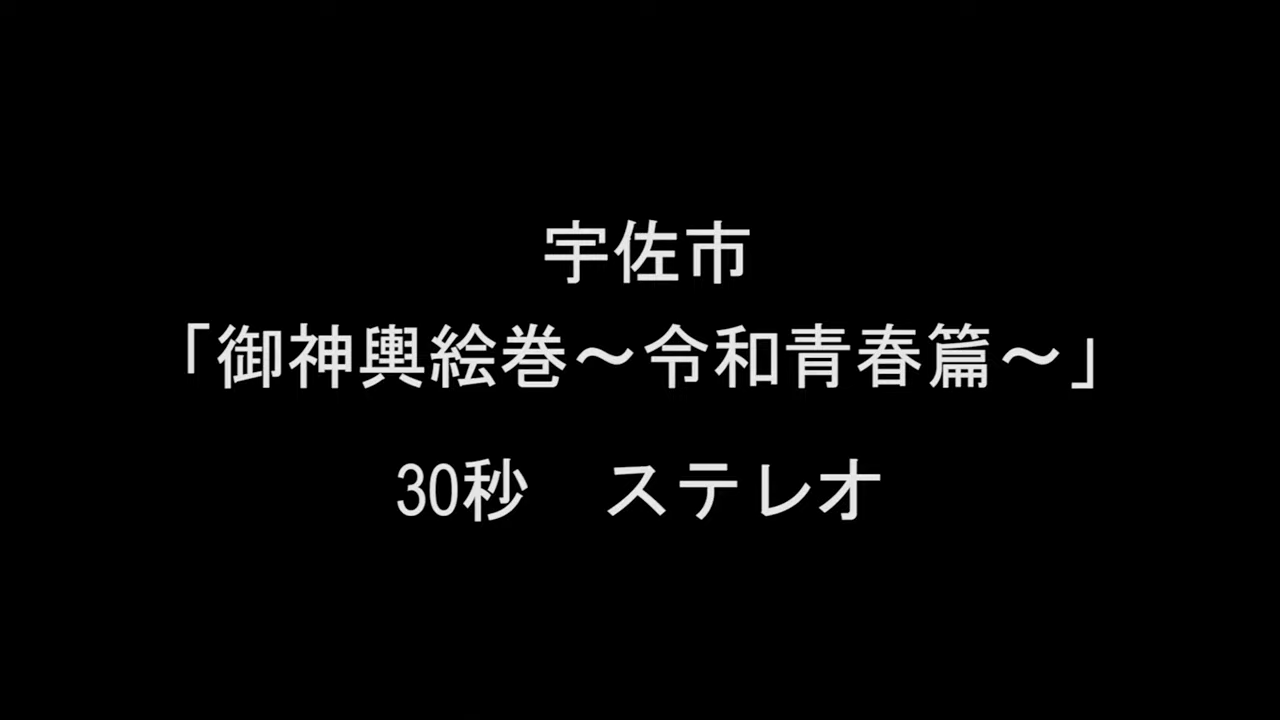 宇佐市
「御神輿絵巻～令和青春篇～」
30秒　ステレオ